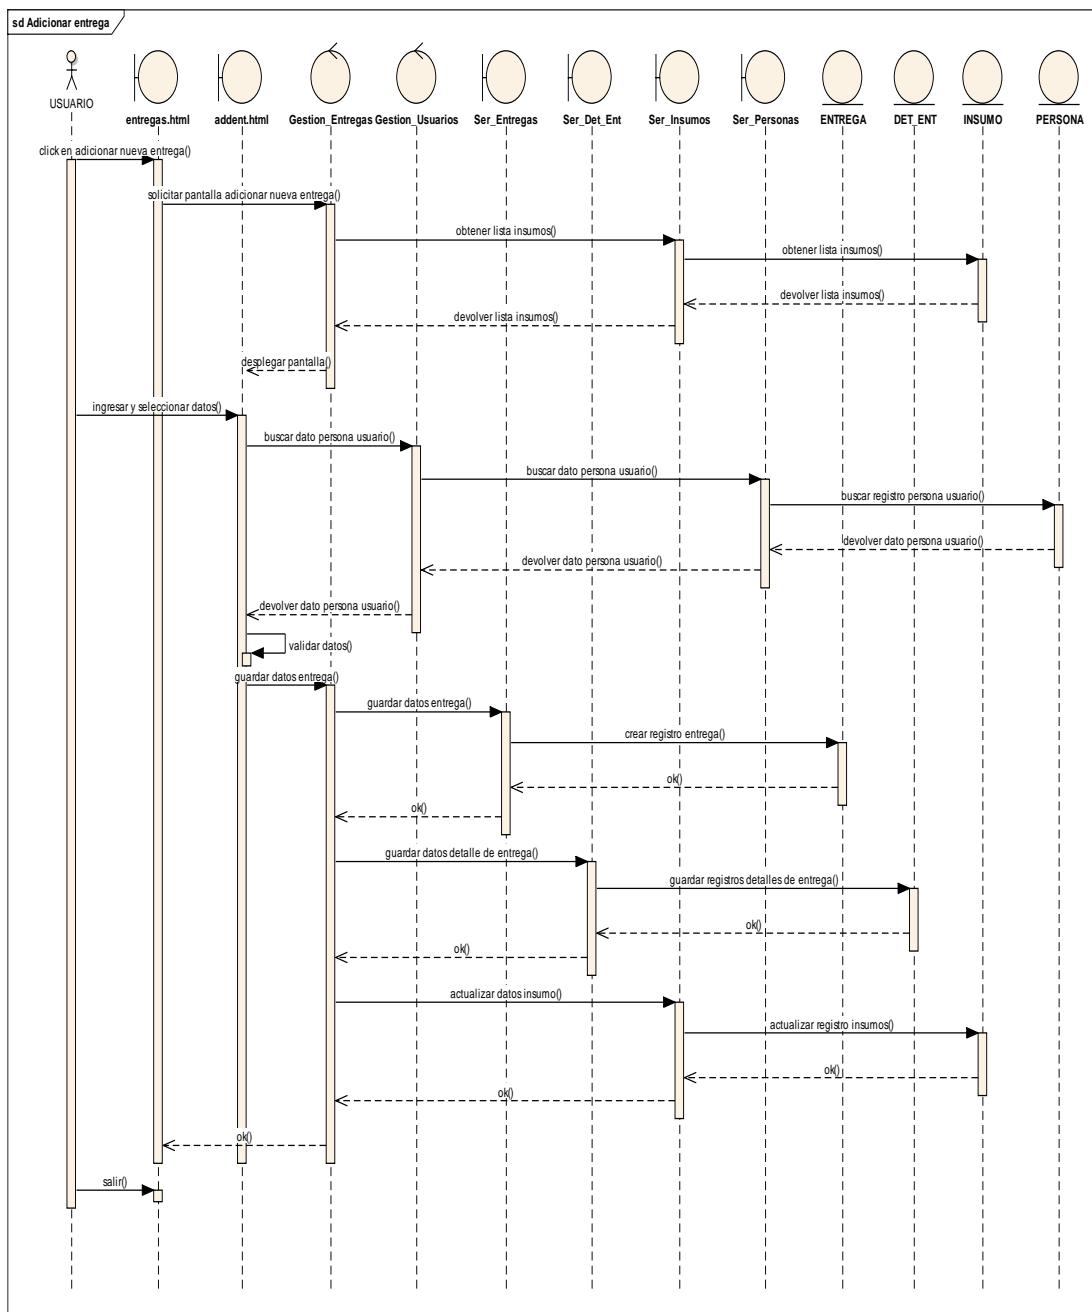 sd Adicionar entrega
USUARIO
entregas.html
addent.html
Gestion_Entregas
Gestion_Usuarios
Ser_Entregas
Ser_Det_Ent
Ser_Insumos
Ser_Personas
ENTREGA
DET_ENT
INSUMO
PERSONA
click en adicionar nueva entrega()
solicitar pantalla adicionar nueva entrega()
obtener lista insumos()
obtener lista insumos()
devolver lista insumos()
devolver lista insumos()
desplegar pantalla()
ingresar y seleccionar datos()
buscar dato persona usuario()
buscar dato persona usuario()
buscar registro persona usuario()
devolver dato persona usuario()
devolver dato persona usuario()
devolver dato persona usuario()
validar datos()
guardar datos entrega()
guardar datos entrega()
crear registro entrega()
ok()
ok()
guardar datos detalle de entrega()
guardar registros detalles de entrega()
ok()
ok()
actualizar datos insumo()
actualizar registro insumos()
ok()
ok()
ok()
salir()